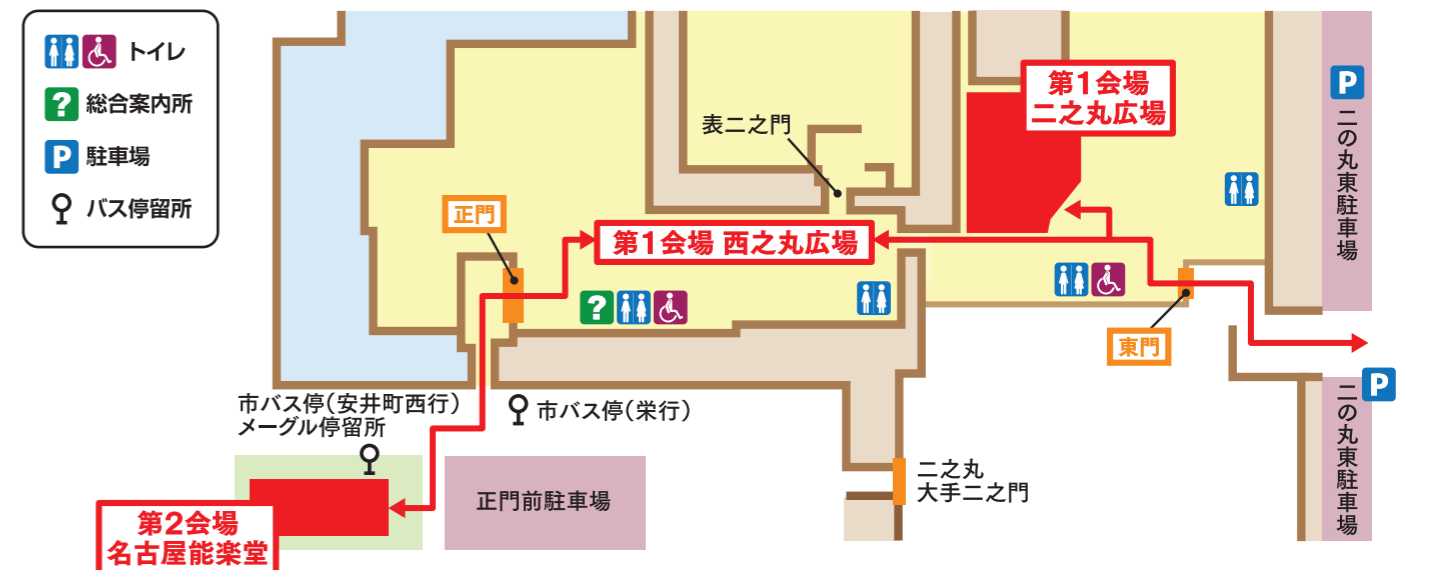 トイレ
? 総合案内所
P 駐車場
バス停留所
表二之門
第1会場
二之丸広場
P
二の丸東駐車場
正門
第1会場 西之丸広場
?
東門
市バス停(安井町西行)
メーグル停留所
市バス停(栄行)
P
二の丸東駐車場
正門前駐車場
二之丸
大手二之門
第2会場
名古屋能楽堂